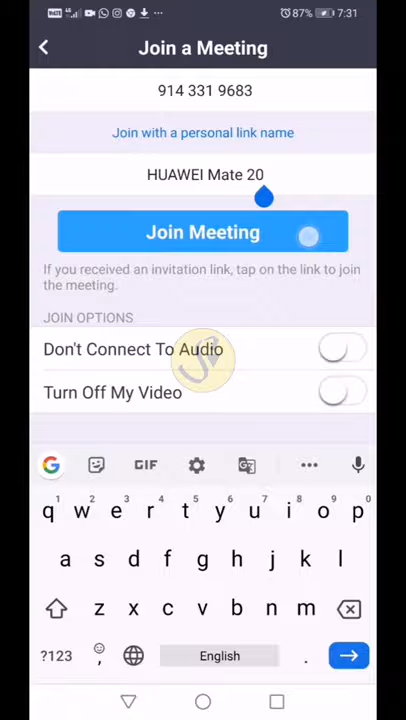 87% 7:31
Join a Meeting
914 331 9683
Join with a personal link name
HUAWEI Mate 20
Join Meeting
If you received an invitation link, tap on the link to join
the meeting.
JOIN OPTIONS
Don't Connect To Audio
Turn Off My Video
GIF
1 2 3 4 5 6 7 8 9 0
q w e r t y u i o p
a s d f g h j k l
z x c v b n m
?123 , English .